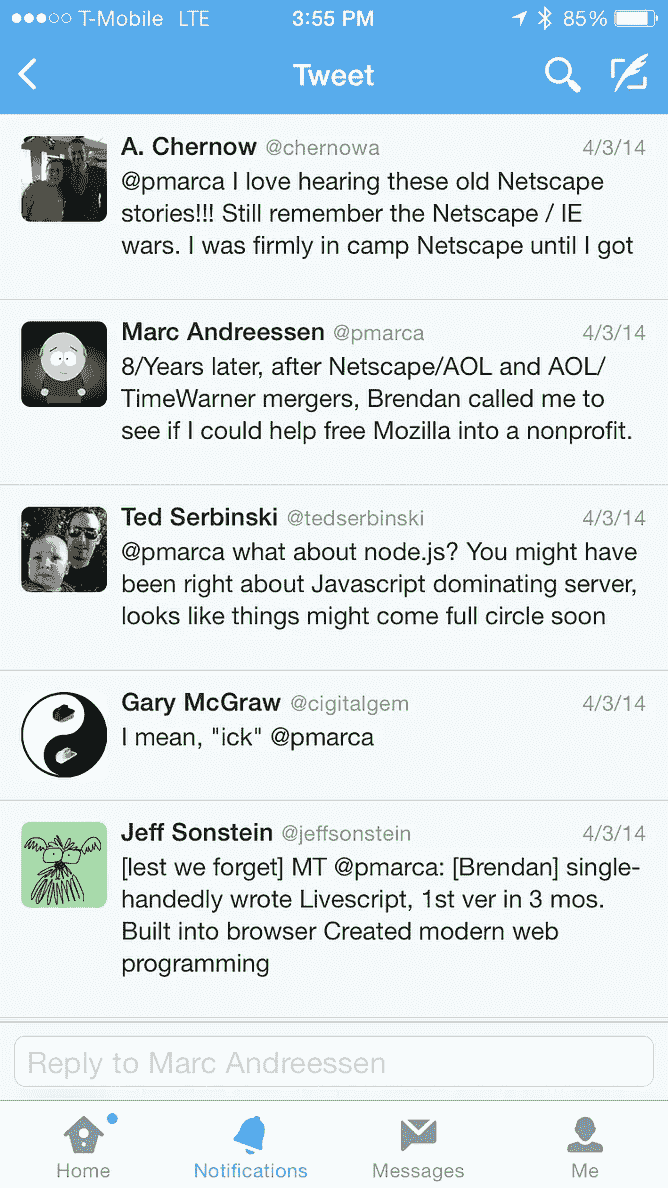 T-Mobile LTE 3:55 PM 85%
Tweet
A. Chernow @chernowa 4/3/14
@pmarca I love hearing these old Netscape
stories!!! Still remember the Netscape / IE
wars. I was firmly in camp Netscape until I got
Marc Andreessen @pmarca 4/3/14
8/Years later, after Netscape/AOL and AOL/
TimeWarner mergers, Brendan called me to
see if I could help free Mozilla into a nonprofit.
Ted Serbinski @tedserbinski 4/3/14
@pmarca what about node.js? You might have
been right about Javascript dominating server,
looks like things might come full circle soon
Gary McGraw @cigitalgem 4/3/14
I mean, "ick" @pmarca
Jeff Sonstein @jeffsonstein 4/3/14
[lest we forget] MT @pmarca: [Brendan] single-
handedly wrote Livescript, 1st ver in 3 mos.
Built into browser Created modern web
programming
Reply to Marc Andreessen
Home Notifications Messages Me